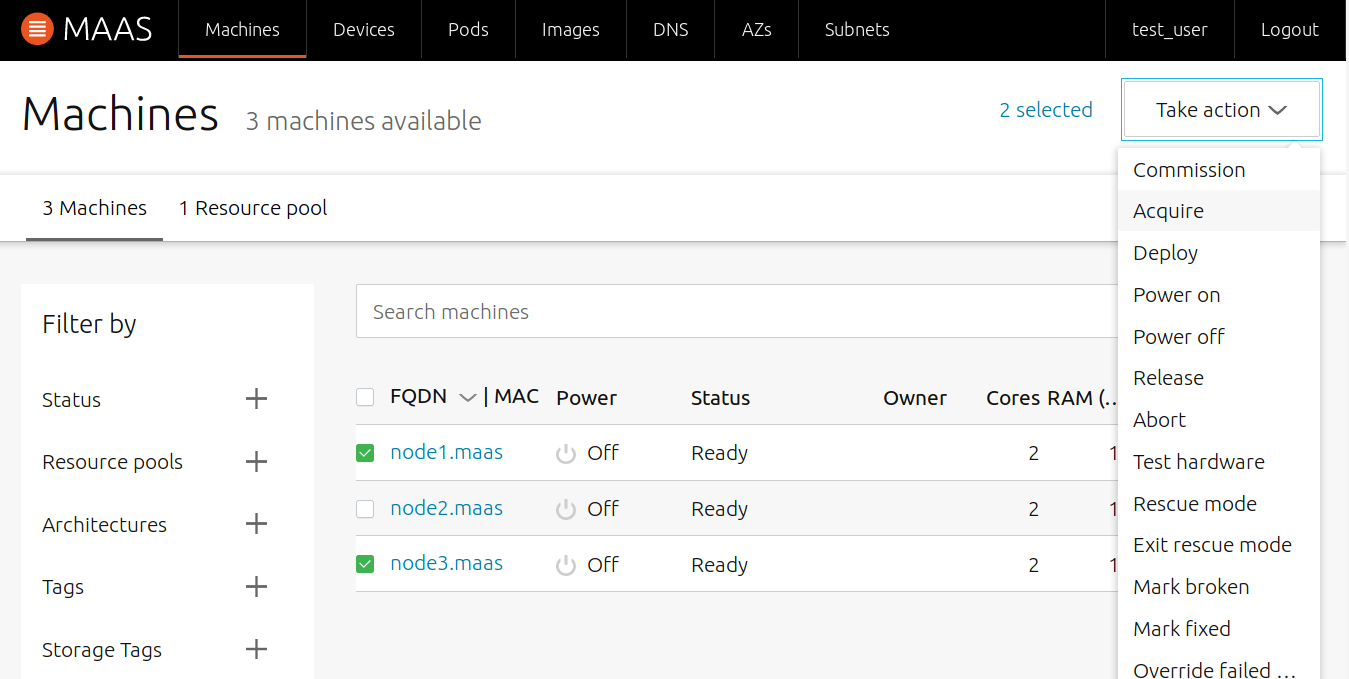 MAAS Machines Devices Pods Images DNS AZs Subnets test_user Logout
Machines 3 machines available 2 selected Take action
3 Machines 1 Resource pool
Commission
Acquire
Deploy
Power on
Power off
Release
Abort
Test hardware
Rescue mode
Exit rescue mode
Mark broken
Mark fixed
Override failed ...
Filter by
Status
Resource pools
Architectures
Tags
Storage Tags
Search machines
FQDN | MAC Power Status Owner Cores RAM (..
node1.maas Off Ready 2 1
node2.maas Off Ready 2 1
node3.maas Off Ready 2 1